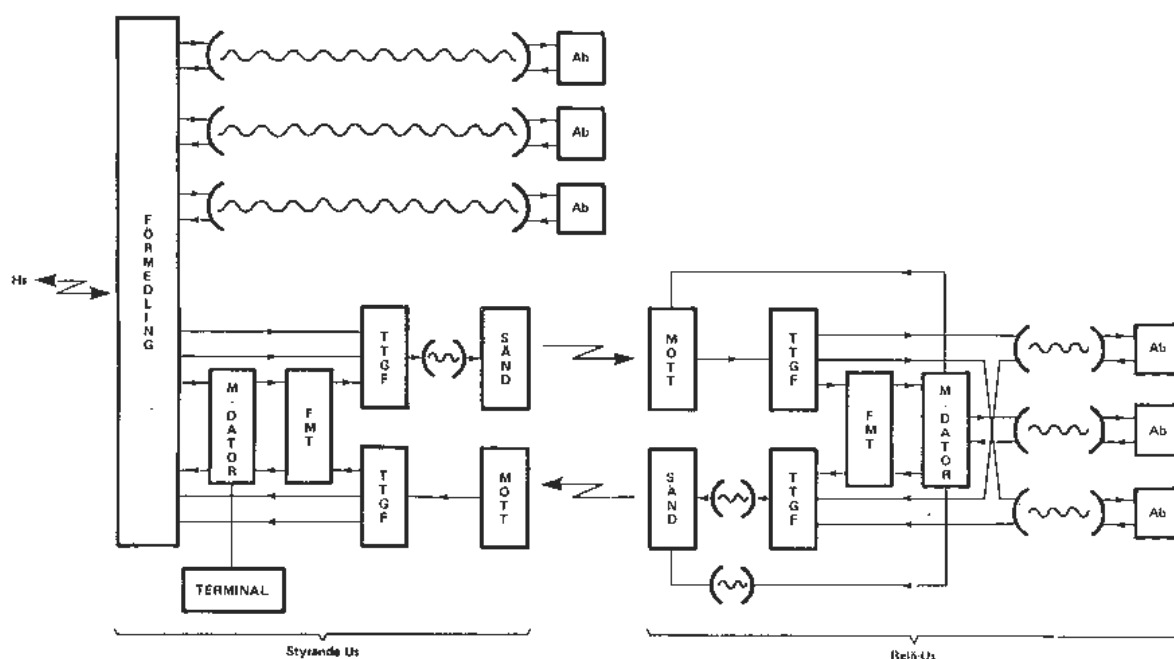 Ab
Ab
Ab
FÖRMEDLING
Hs
TTGF
SÄND
MOTT
TTGF
Ab
M-DATOR
FMT
FMT
M-DATOR
Ab
TTGF
MOTT
SÄND
TTGF
Ab
TERMINAL
Styrande Us
Relä-Us